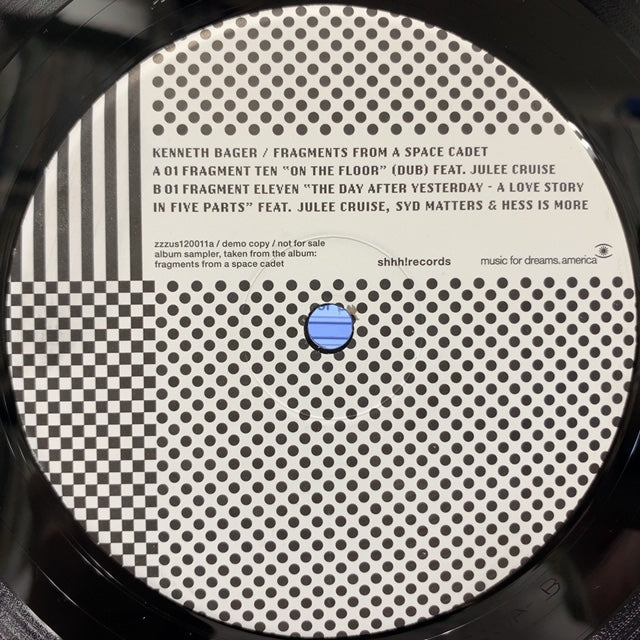 KENNETH BAGER / FRAGMENTS FROM A SPACE CADET
A 01 FRAGMENT TEN "ON THE FLOOR" (DUB) FEAT. JULEE CRUISE
B 01 FRAGMENT ELEVEN "THE DAY AFTER YESTERDAY - A LOVE STORY
IN FIVE PARTS" FEAT. JULEE CRUISE, SYD MATTERS & HESS IS MORE
zzzus120011a / demo copy / not for sale
album sampler, taken from the album:
fragments from a space cadet
shhh!records
music for dreams.america
A B